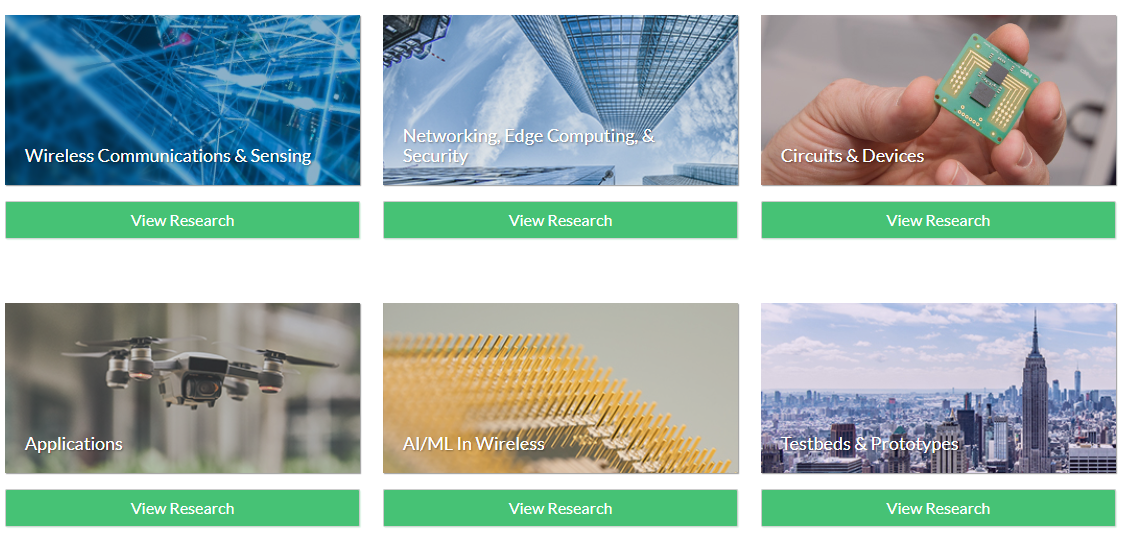 Wireless Communications & Sensing
Networking, Edge Computing, &
Security
Circuits & Devices
View Research
View Research
View Research
Applications
AI/ML In Wireless
Testbeds & Prototypes
View Research
View Research
View Research